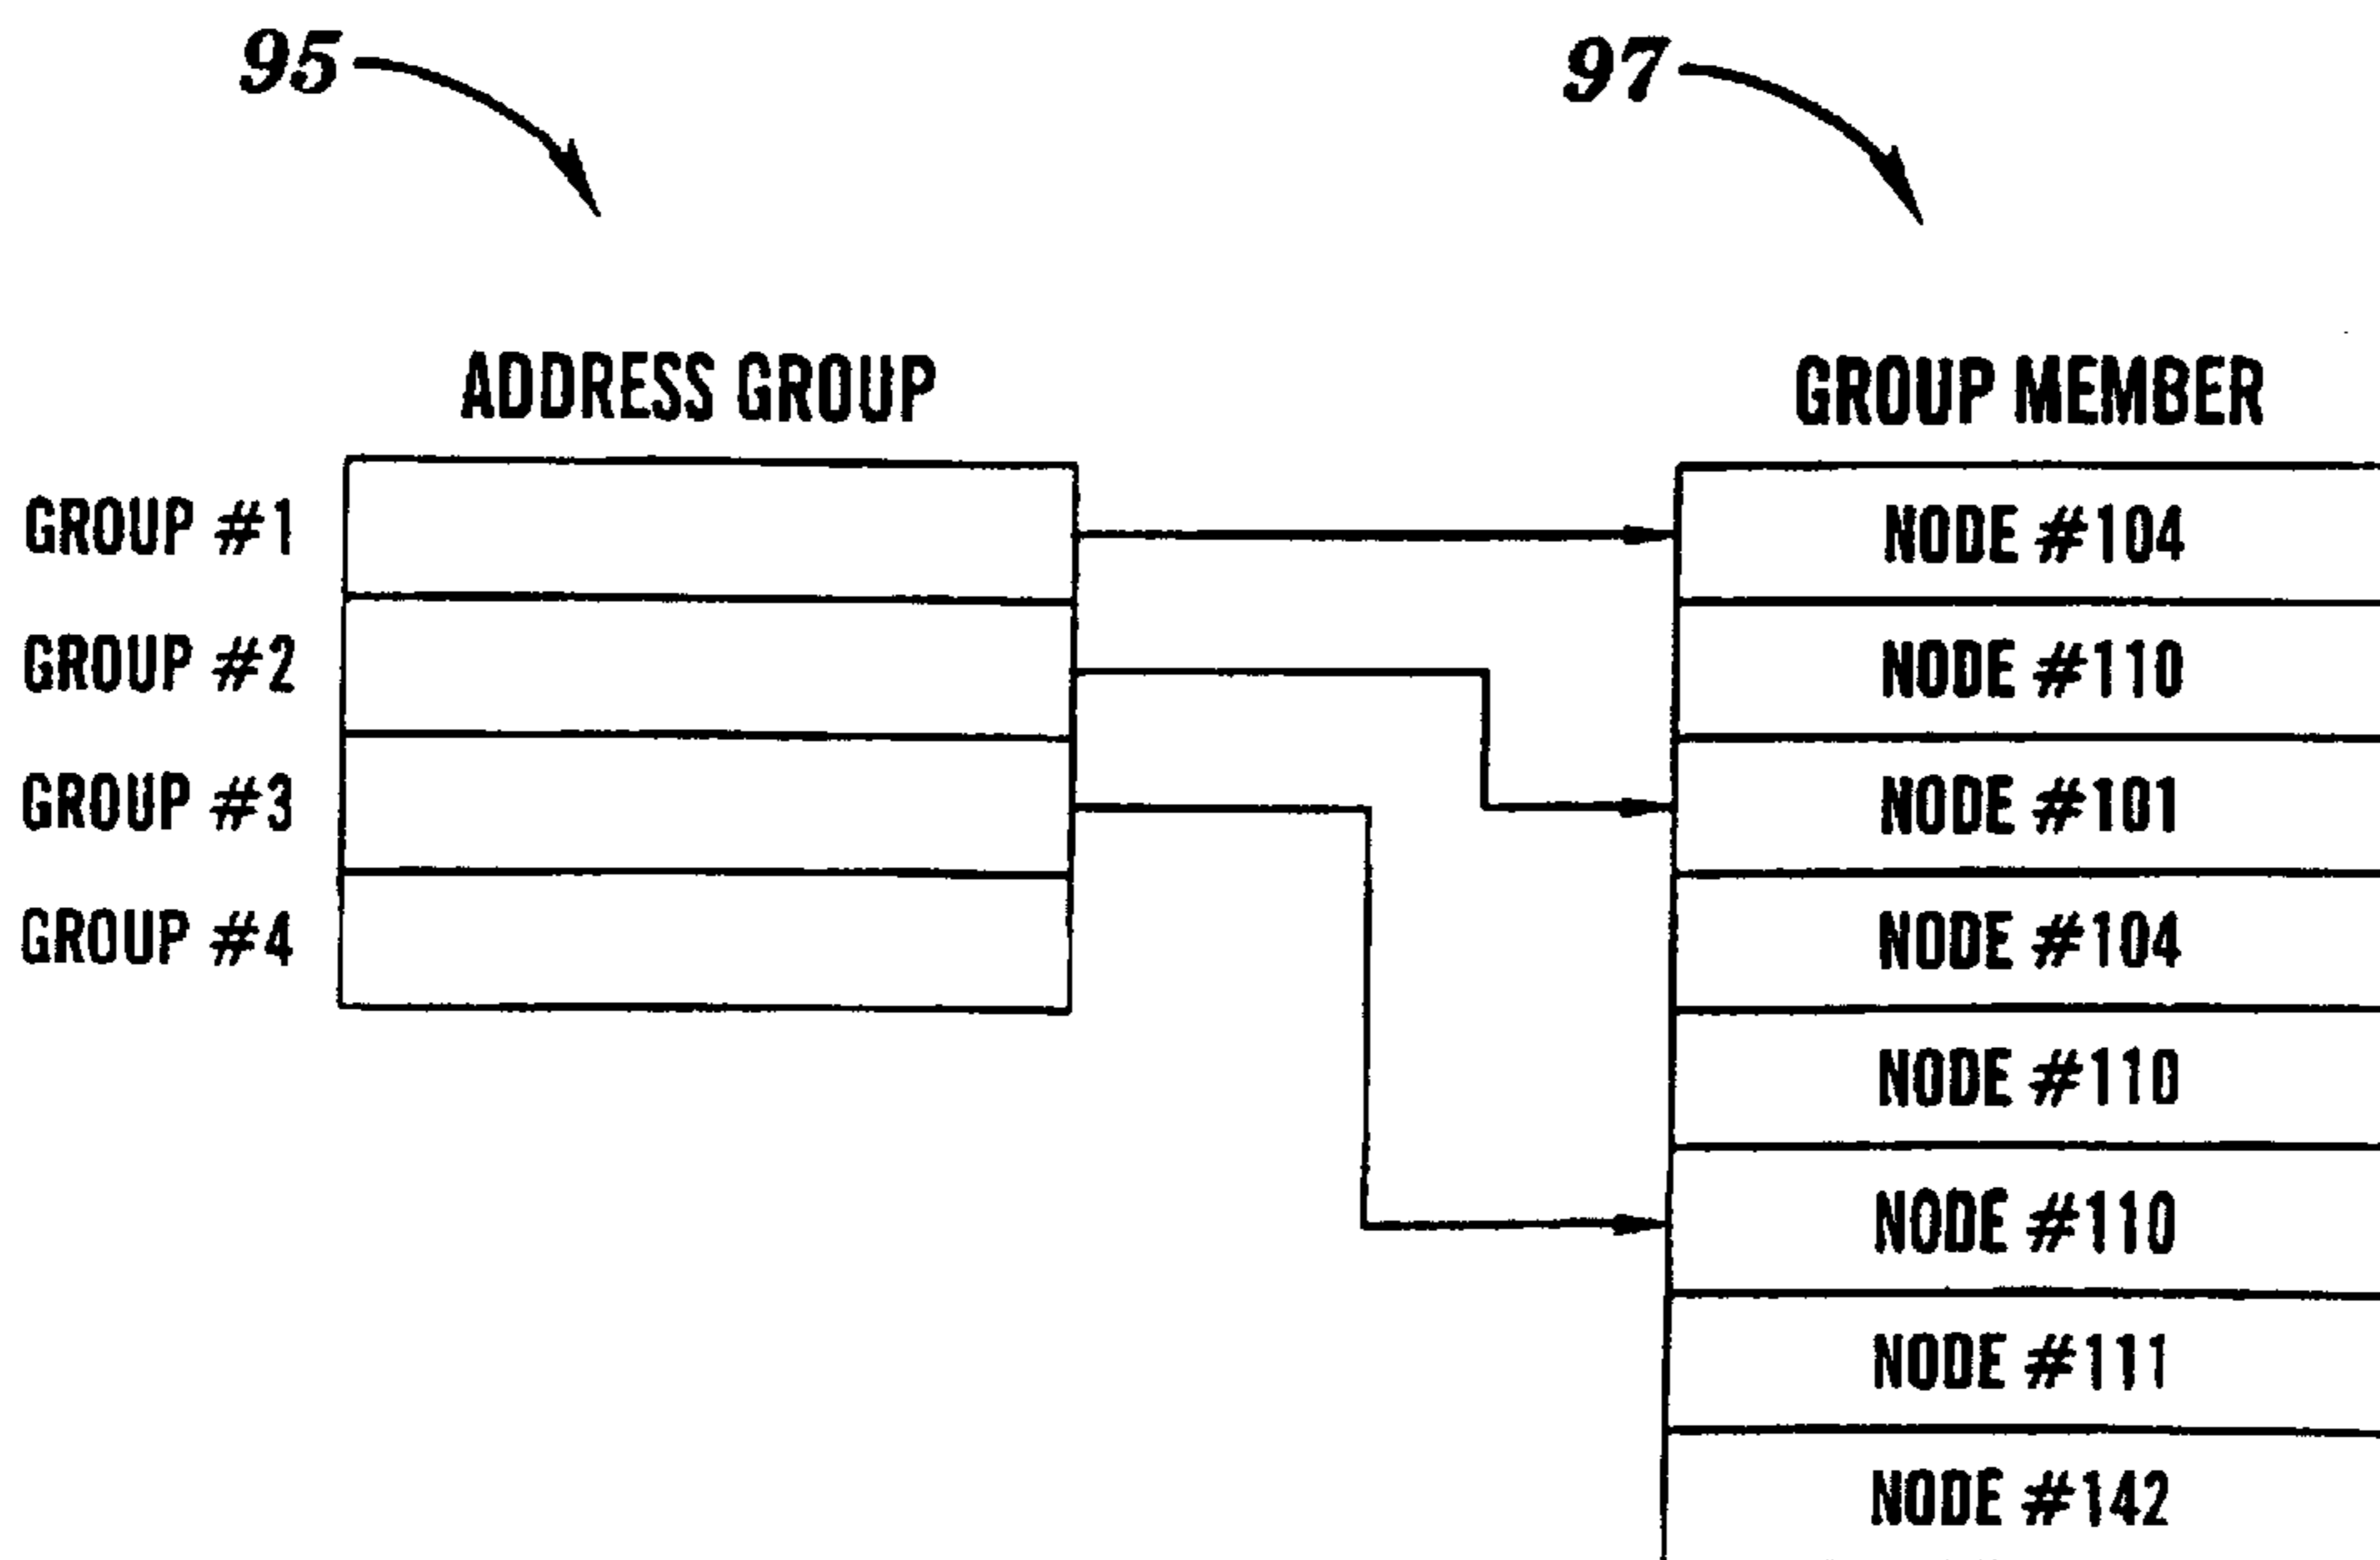 95
97
ADDRESS GROUP
GROUP MEMBER
GROUP #1
GROUP #2
GROUP #3
GROUP #4
NODE #104
NODE #110
NODE #101
NODE #104
NODE #110
NODE #110
NODE #111
NODE #142